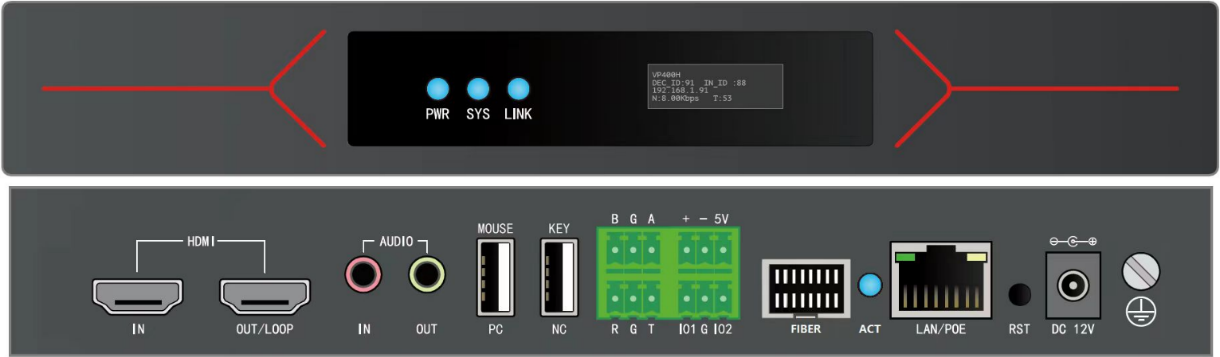 VP400H
DEC_ID:91 IN_ID :88
192.168.1.91
N:8.00Kbps T:53
PWR SYS LINK
HDMI
AUDIO
MOUSE
KEY
B G A
+ − 5V
IN
OUT/LOOP
IN
OUT
PC
NC
R G T
IO1 G IO2
FIBER
ACT
LAN/POE
RST
DC 12V